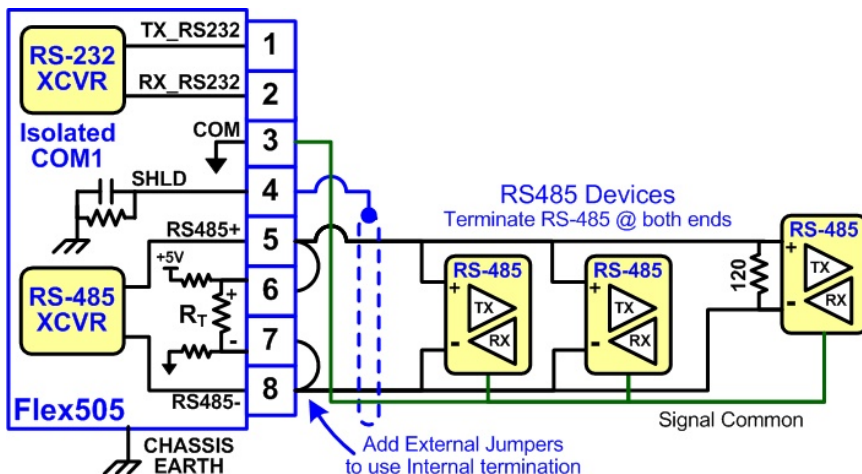 TX_RS232
1
RS-232
XCVR
RX_RS232
2
Isolated
COM1
COM
3
SHLD
4
RS485 Devices
Terminate RS-485 @ both ends
RS485+
5
+5V
6
RS-485
XCVR
RT
+
-
7
RS485-
8
Flex505
CHASSIS
EARTH
RS-485
+
TX
-
RX
RS-485
+
TX
-
RX
120
RS-485
+
TX
-
RX
Signal Common
Add External Jumpers
to use Internal termination